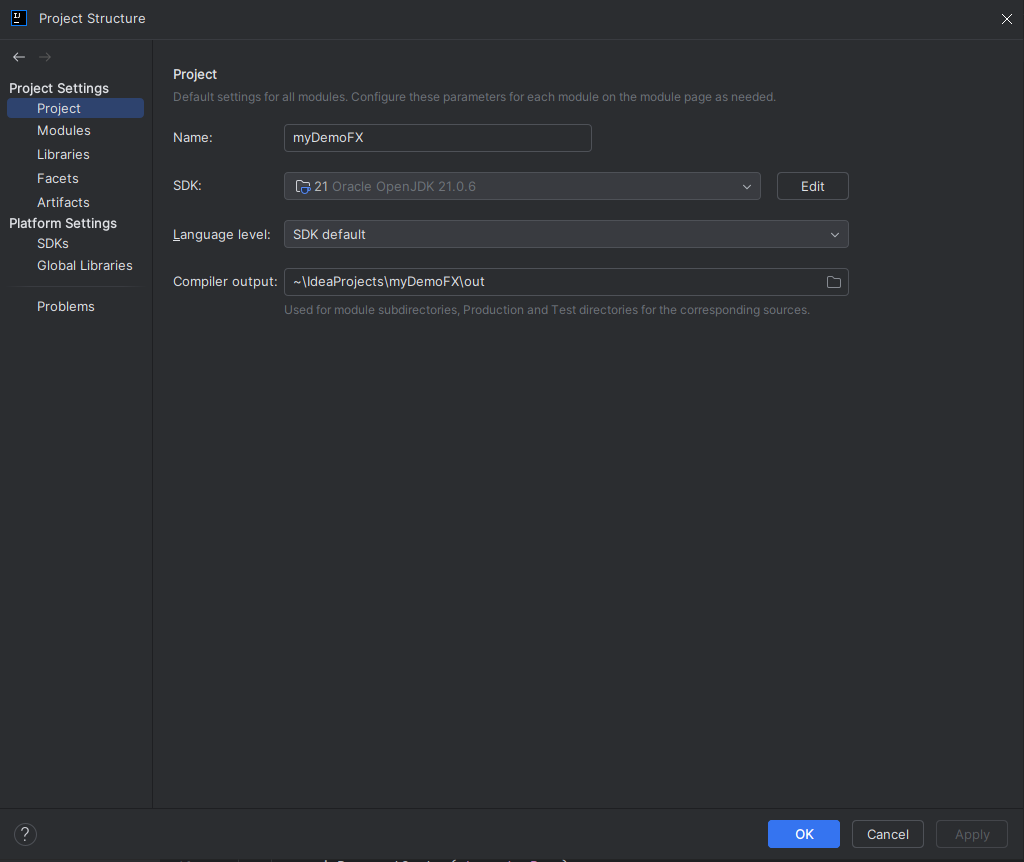 Project Structure
Project Settings
Project
Modules
Libraries
Facets
Artifacts
Platform Settings
SDKs
Global Libraries
Problems
Project
Default settings for all modules. Configure these parameters for each module on the module page as needed.
Name: myDemoFX
SDK: 21 Oracle OpenJDK 21.0.6 Edit
Language level: SDK default
Compiler output: ~\IdeaProjects\myDemoFX\out
Used for module subdirectories, Production and Test directories for the corresponding sources.
? OK Cancel Apply